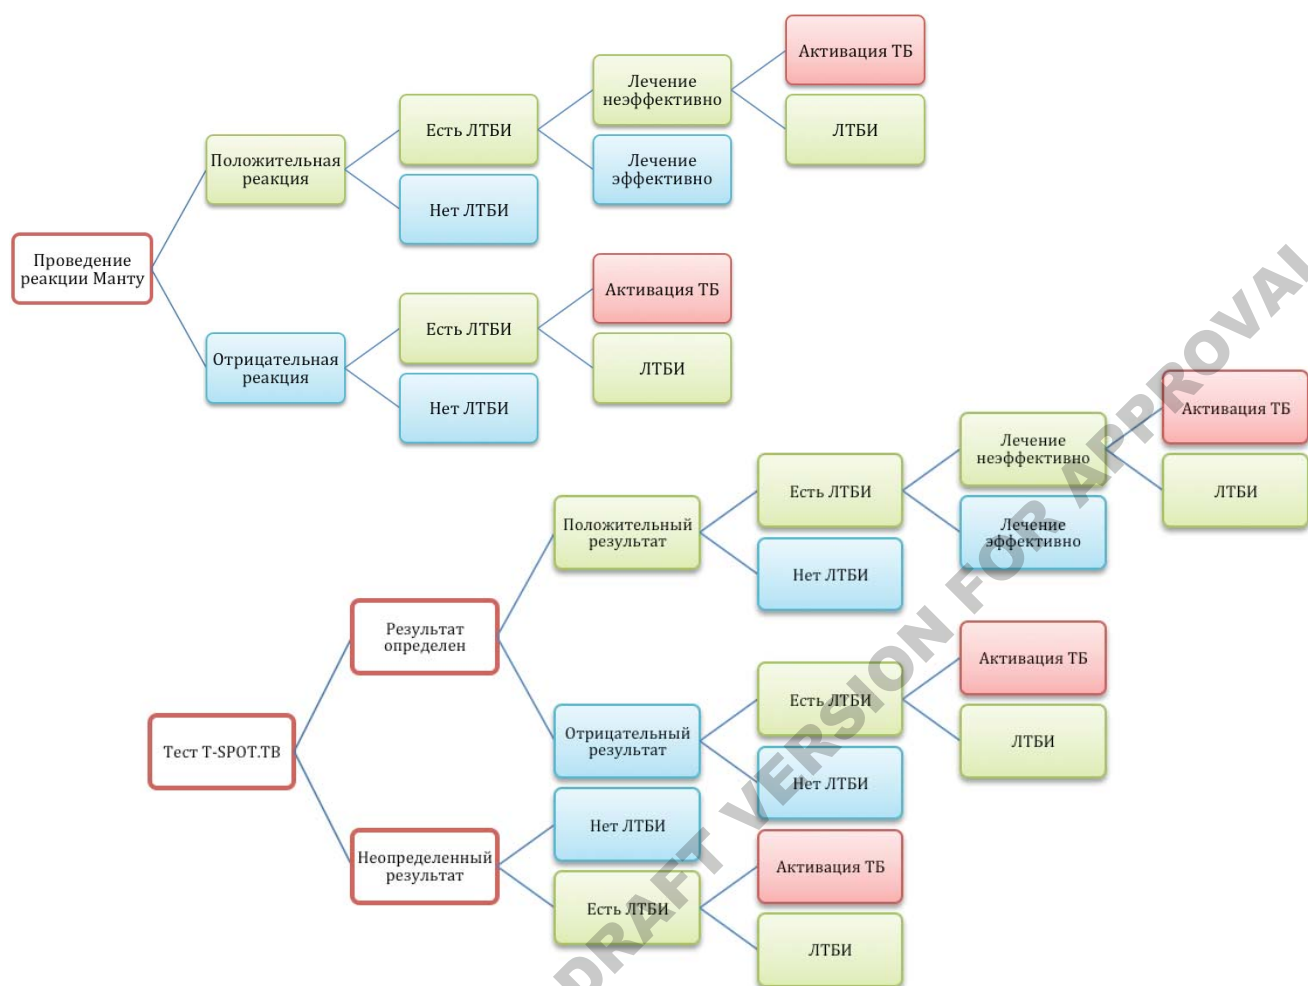 Активация ТБ
Лечение
неэффективно
ЛТБИ
Есть ЛТБИ
Положительная
реакция
Лечение
эффективно
Нет ЛТБИ
Проведение
реакции Манту
Активация ТБ
Есть ЛТБИ
Отрицательная
реакция
ЛТБИ
Нет ЛТБИ
Активация ТБ
Лечение
неэффективно
Есть ЛТБИ
ЛТБИ
Положительный
результат
Лечение
эффективно
Нет ЛТБИ
Результат
определен
Активация ТБ
Есть ЛТБИ
Отрицательный
результат
ЛТБИ
Тест T-SPOT.TB
Нет ЛТБИ
Нет ЛТБИ
Неопределенный
результат
Активация ТБ
Есть ЛТБИ
ЛТБИ
DRAFT VERSION FOR APPROVAL